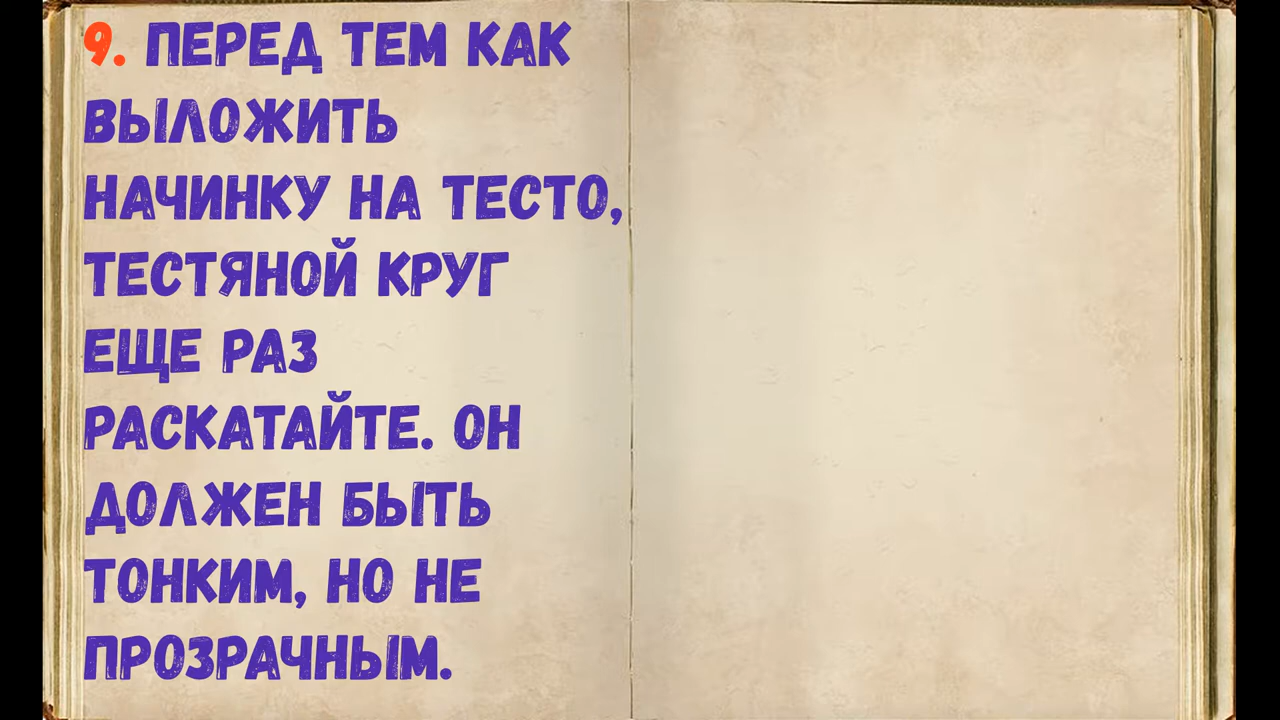 9. ПЕРЕД ТЕМ КАК
ВЫЛОЖИТЬ
НАЧИНКУ НА ТЕСТО,
ТЕСТЯНОЙ КРУГ
ЕЩЕ РАЗ
РАСКАТАЙТЕ. ОН
ДОЛЖЕН БЫТЬ
ТОНКИМ, НО НЕ
ПРОЗРАЧНЫМ.